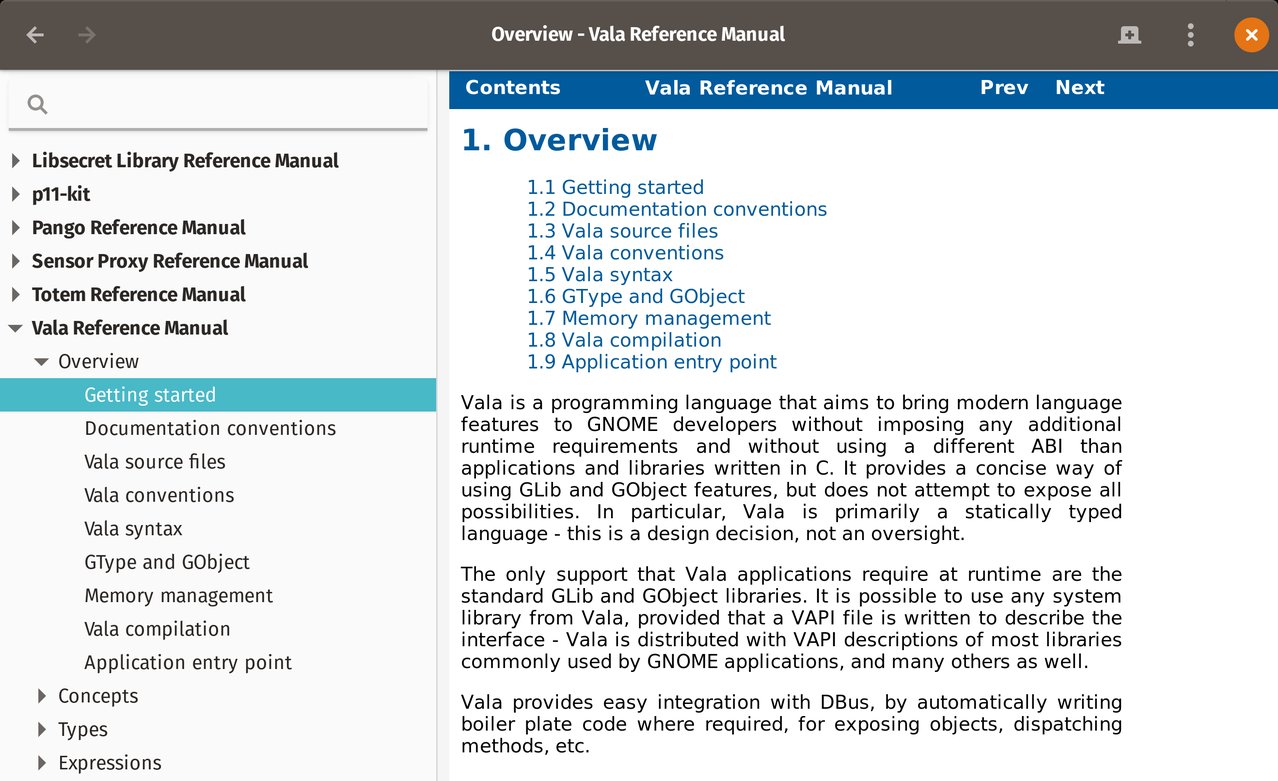 Overview - Vala Reference Manual
Libsecret Library Reference Manual
p11-kit
Pango Reference Manual
Sensor Proxy Reference Manual
Totem Reference Manual
Vala Reference Manual
Overview
Getting started
Documentation conventions
Vala source files
Vala conventions
Vala syntax
GType and GObject
Memory management
Vala compilation
Application entry point
Concepts
Types
Expressions
Contents Vala Reference Manual Prev Next
1. Overview
1.1 Getting started
1.2 Documentation conventions
1.3 Vala source files
1.4 Vala conventions
1.5 Vala syntax
1.6 GType and GObject
1.7 Memory management
1.8 Vala compilation
1.9 Application entry point
Vala is a programming language that aims to bring modern language
features to GNOME developers without imposing any additional
runtime requirements and without using a different ABI than
applications and libraries written in C. It provides a concise way of
using GLib and GObject features, but does not attempt to expose all
possibilities. In particular, Vala is primarily a statically typed
language - this is a design decision, not an oversight.
The only support that Vala applications require at runtime are the
standard GLib and GObject libraries. It is possible to use any system
library from Vala, provided that a VAPI file is written to describe the
interface - Vala is distributed with VAPI descriptions of most libraries
commonly used by GNOME applications, and many others as well.
Vala provides easy integration with DBus, by automatically writing
boiler plate code where required, for exposing objects, dispatching
methods, etc.